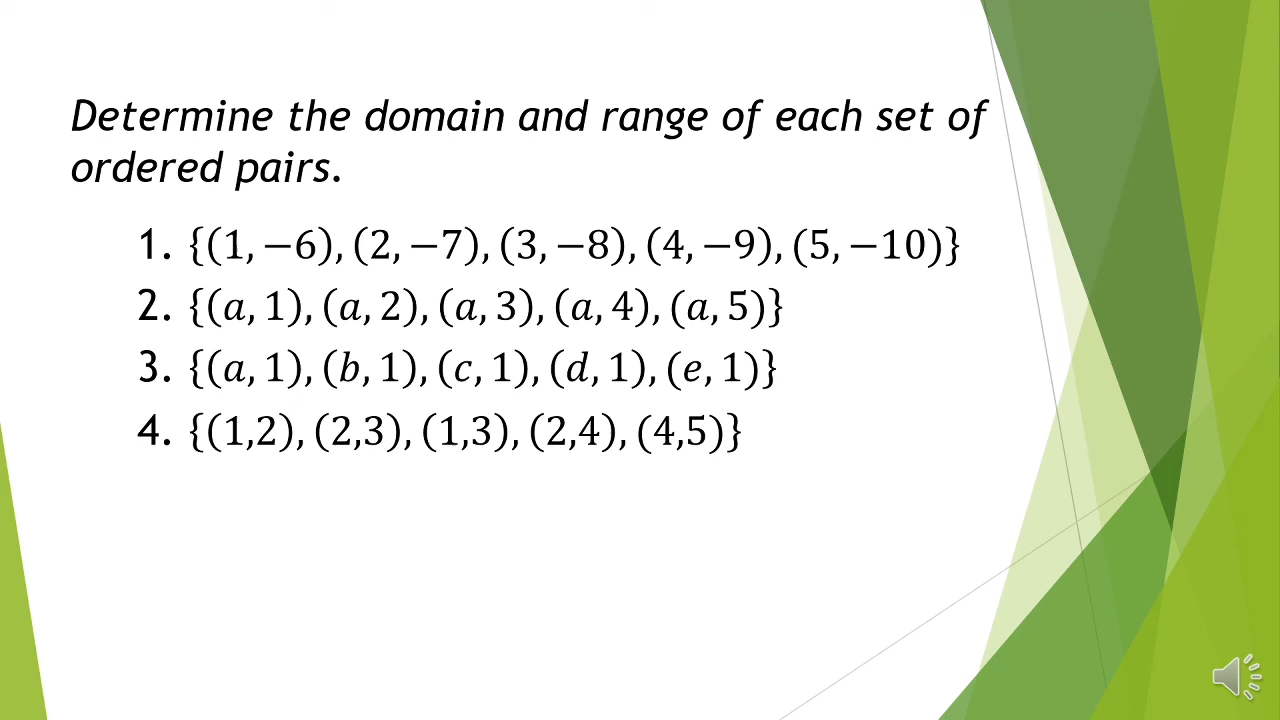 Determine the domain and range of each set of
ordered pairs.
1. {(1, −6), (2, −7), (3, −8), (4, −9), (5, −10)}
2. {(𝑎, 1), (𝑎, 2), (𝑎, 3), (𝑎, 4), (𝑎, 5)}
3. {(𝑎, 1), (𝑏, 1), (𝑐, 1), (𝑑, 1), (𝑒, 1)}
4. {(1,2), (2,3), (1,3), (2,4), (4,5)}